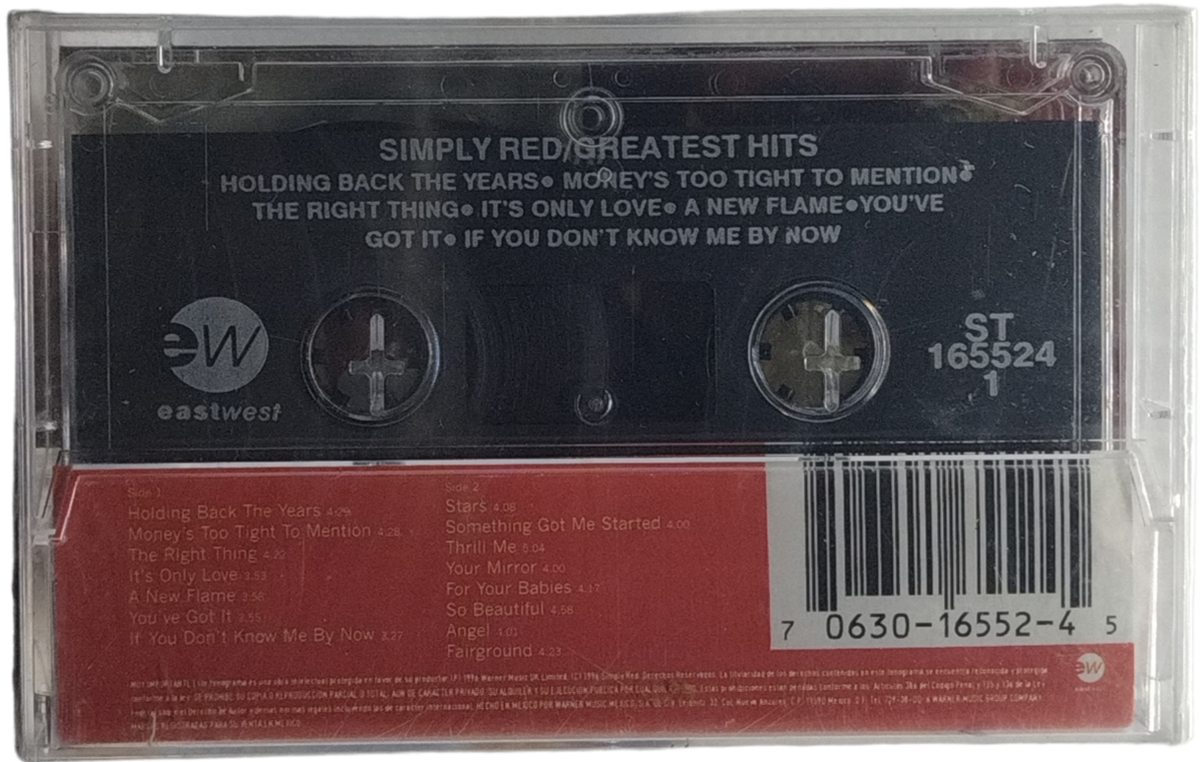 SIMPLY RED/GREATEST HITS
HOLDING BACK THE YEARS• MONEY'S TOO TIGHT TO MENTION•
THE RIGHT THING• IT'S ONLY LOVE• A NEW FLAME•YOU'VE
GOT IT• IF YOU DON'T KNOW ME BY NOW
ew
eastwest
ST
165524
1
Side 1
Holding Back The Years 4:29
Money's Too Tight To Mention 4:28
The Right Thing 4:22
It's Only Love 3:53
A New Flame 3:58
You've Got It 3:55
If You Don't Know Me By Now 3:27
Side 2
Stars 4:08
Something Got Me Started 4:00
Thrill Me 5:04
Your Mirror 4:00
For Your Babies 4:17
So Beautiful 4:58
Angel 4:01
Fairground 4:23
7 0630-16552-4 5
ew